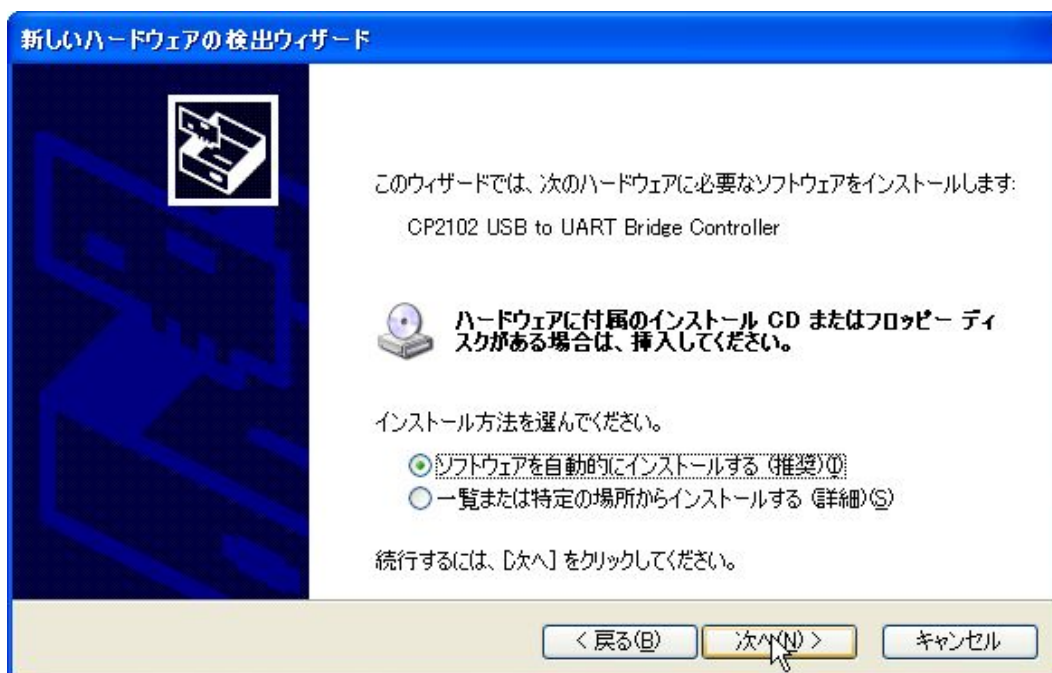 新しいハードウェアの検出ウィザード
このウィザードでは、次のハードウェアに必要なソフトウェアをインストールします:
CP2102 USB to UART Bridge Controller
ハードウェアに付属のインストール CD またはフロッピー ディ
スクがある場合は、挿入してください。
インストール方法を選んでください。
ソフトウェアを自動的にインストールする (推奨)(I)
一覧または特定の場所からインストールする (詳細)(S)
続行するには、[次へ] をクリックしてください。
< 戻る(B) 次へ(N) > キャンセル